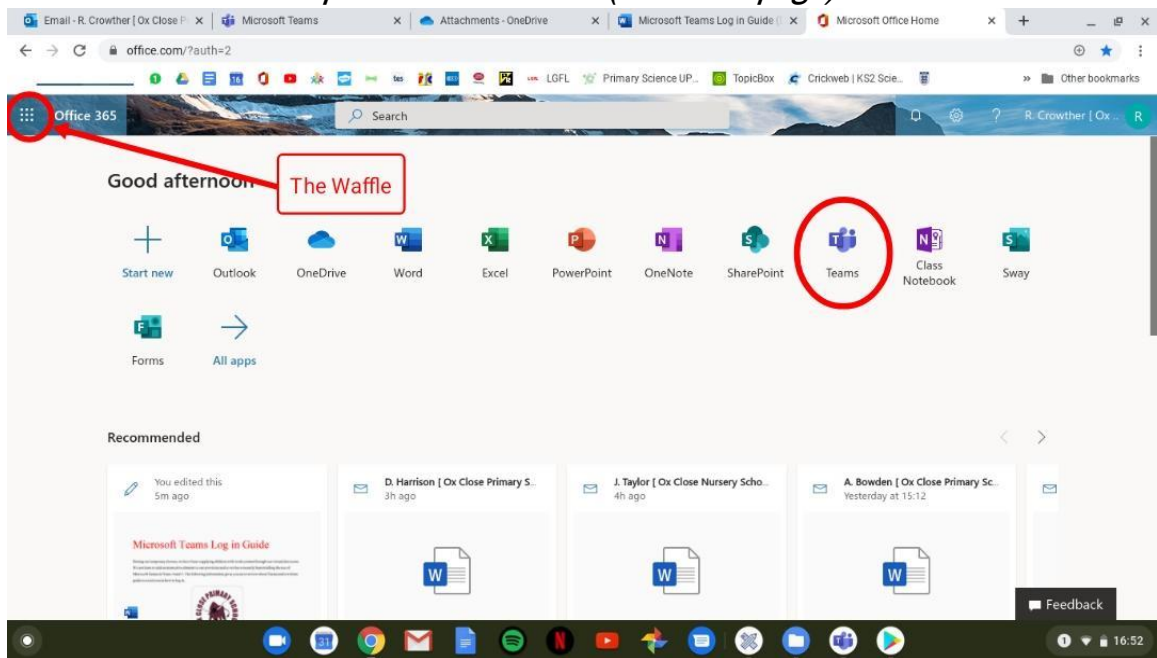 Email - R. Crowther [ Ox Close P
Microsoft Teams
Attachments - OneDrive
Microsoft Teams Log in Guide (
Microsoft Office Home
office.com/?auth=2
LGFL
Primary Science UP...
TopicBox
Crickweb | KS2 Scie...
Other bookmarks
Office 365
Search
R. Crowther [ Ox ..
R
The Waffle
Good afternoon
Start new
Outlook
OneDrive
Word
Excel
PowerPoint
OneNote
SharePoint
Teams
Class
Notebook
Sway
Forms
All apps
Recommended
You edited this
5m ago
D. Harrison [ Ox Close Primary S...
3h ago
J. Taylor [ Ox Close Nursery Scho...
4h ago
A. Bowden [ Ox Close Primary Sc...
Yesterday at 15:12
Microsoft Teams Log in Guide
Feedback
31
1
16:52